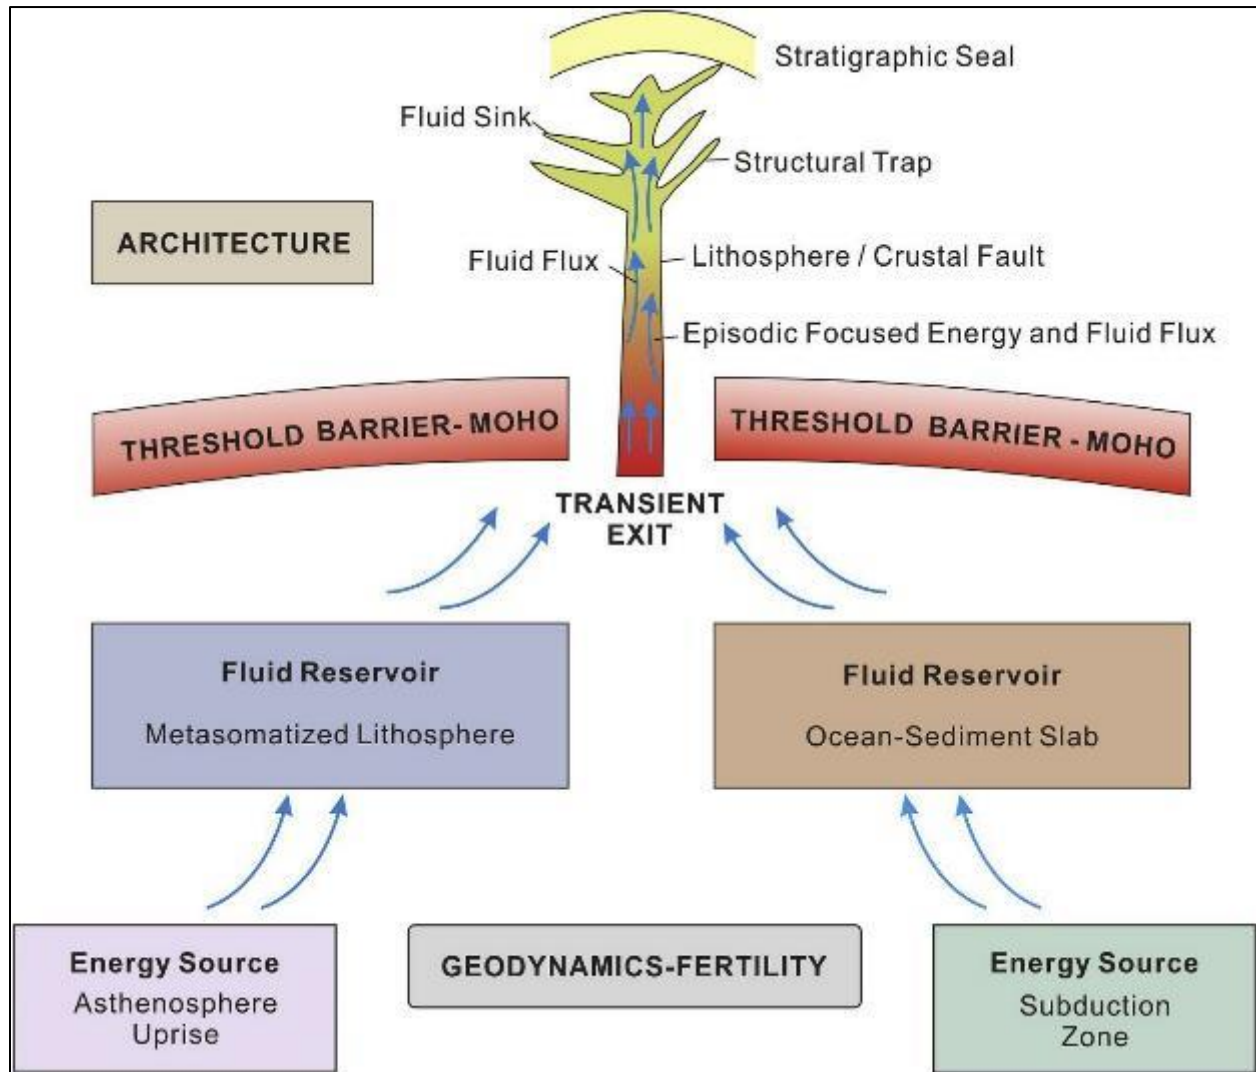 Stratigraphic Seal
Fluid Sink
Structural Trap
ARCHITECTURE
Fluid Flux
Lithosphere / Crustal Fault
Episodic Focused Energy and Fluid Flux
THRESHOLD BARRIER- MOHO
THRESHOLD BARRIER - MOHO
TRANSIENT
EXIT
Fluid Reservoir
Metasomatized Lithosphere
Fluid Reservoir
Ocean-Sediment Slab
Energy Source
Asthenosphere
Uprise
GEODYNAMICS-FERTILITY
Energy Source
Subduction
Zone